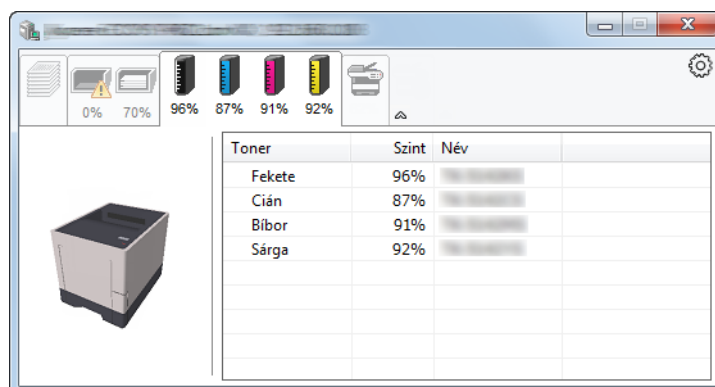 0% 70% 96% 87% 91% 92%
Toner Szint Név
Fekete 96%
Cián 87%
Bíbor 91%
Sárga 92%